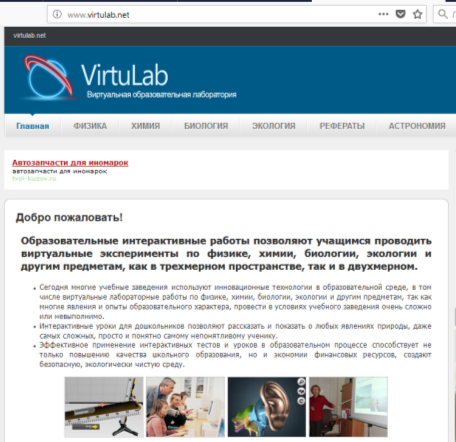 www.virtulab.net
virtulab.net
VirtuLab
Виртуальная образовательная лаборатория
Главная ФИЗИКА ХИМИЯ БИОЛОГИЯ ЭКОЛОГИЯ РЕФЕРАТЫ АСТРОНОМИЯ
Автозапчасти для иномарок
автозапчасти для иномарок
Добро пожаловать!
Образовательные интерактивные работы позволяют учащимся проводить
виртуальные эксперименты по физике, химии, биологии, экологии и
другим предметам, как в трехмерном пространстве, так и в двухмерном.
Сегодня многие учебные заведения используют инновационные технологии в образовательной среде, в том
числе виртуальные лабораторные работы по физике, химии, биологии, экологии и другим предметам, так как
многие явления и опыты образовательного характера, провести в условиях учебного заведения очень сложно
или невыполнимо.
Интерактивные уроки для дошкольников позволяют рассказать и показать о любых явлениях природы, даже
самых сложных, просто и понятно самому непонятливому ученику.
Эффективное применение интерактивных тестов и уроков в образовательном процессе способствует не
только повышению качества школьного образования, но и экономии финансовых ресурсов, создают
безопасную, экологически чистую среду.